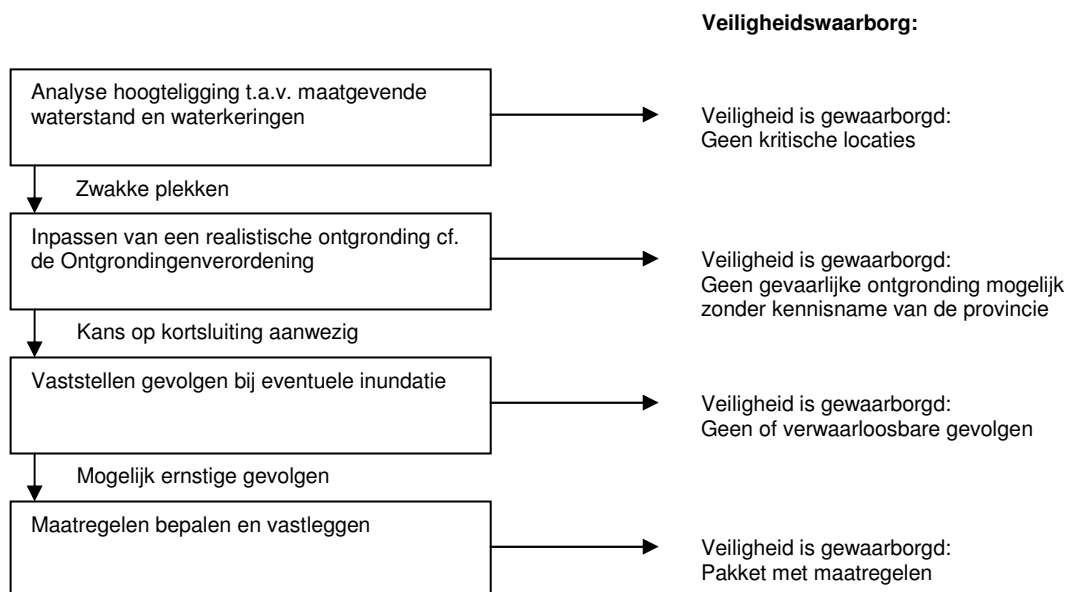 Veiligheidswaarborg:
Analyse hoogteligging t.a.v. maatgevende
waterstand en waterkeringen
Veiligheid is gewaarborgd:
Geen kritische locaties
Zwakke plekken
Inpassen van een realistische ontgronding cf.
de Ontgrondingenverordening
Veiligheid is gewaarborgd:
Geen gevaarlijke ontgronding mogelijk
zonder kennisname van de provincie
Kans op kortsluiting aanwezig
Vaststellen gevolgen bij eventuele inundatie
Veiligheid is gewaarborgd:
Geen of verwaarloosbare gevolgen
Mogelijk ernstige gevolgen
Maatregelen bepalen en vastleggen
Veiligheid is gewaarborgd:
Pakket met maatregelen